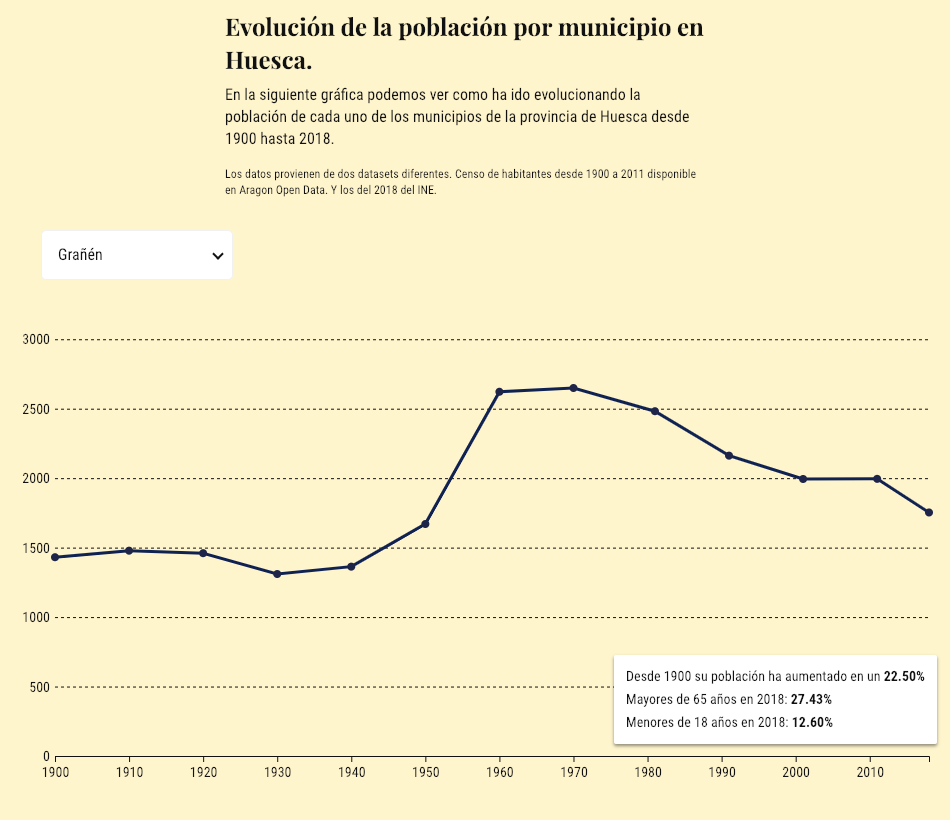 Evolución de la población por municipio en
Huesca.
En la siguiente gráfica podemos ver como ha ido evolucionando la
población de cada uno de los municipios de la provincia de Huesca desde
1900 hasta 2018.
Los datos provienen de dos datasets diferentes. Censo de habitantes desde 1900 a 2011 disponible
en Aragon Open Data. Y los del 2018 del INE.
Grañén
3000
2500
2000
1500
1000
500
0
Desde 1900 su población ha aumentado en un 22.50%
Mayores de 65 años en 2018: 27.43%
Menores de 18 años en 2018: 12.60%
1900 1910 1920 1930 1940 1950 1960 1970 1980 1990 2000 2010